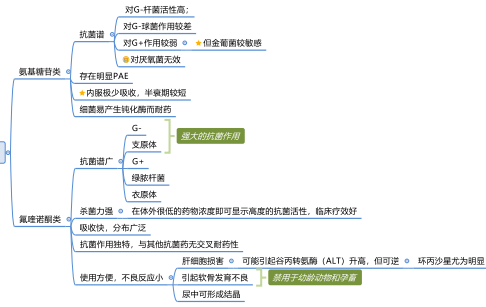 氨基糖苷类
抗菌谱
对G-杆菌活性高；
对G-球菌作用较差
对G+作用较弱
但金葡菌较敏感
对厌氧菌无效
存在明显PAE
内服极少吸收，半衰期较短
细菌易产生钝化酶而耐药
氟喹诺酮类
抗菌谱广
G-
支原体
强大的抗菌作用
G+
绿脓杆菌
衣原体
杀菌力强
在体外很低的药物浓度即可显示高度的抗菌活性，临床疗效好
吸收快，分布广泛
抗菌作用独特，与其他抗菌药无交叉耐药性
使用方便，不良反应小
肝细胞损害
可能引起谷丙转氨酶（ALT）升高，但可逆
环丙沙星尤为明显
引起软骨发育不良
禁用于幼龄动物和孕畜
尿中可形成结晶